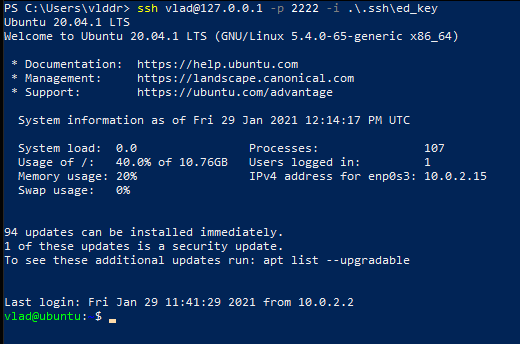 PS C:\Users\vlddr> ssh vlad@127.0.0.1 -p 2222 -i .\.ssh\ed_key
Ubuntu 20.04.1 LTS
Welcome to Ubuntu 20.04.1 LTS (GNU/Linux 5.4.0-65-generic x86_64)
* Documentation: https://help.ubuntu.com
* Management: https://landscape.canonical.com
* Support: https://ubuntu.com/advantage
System information as of Fri 29 Jan 2021 12:14:17 PM UTC
System load: 0.0 Processes: 107
Usage of /: 40.0% of 10.76GB Users logged in: 1
Memory usage: 20% IPv4 address for enp0s3: 10.0.2.15
Swap usage: 0%
94 updates can be installed immediately.
1 of these updates is a security update.
To see these additional updates run: apt list --upgradable
Last login: Fri Jan 29 11:41:29 2021 from 10.0.2.2
vlad@ubuntu: $